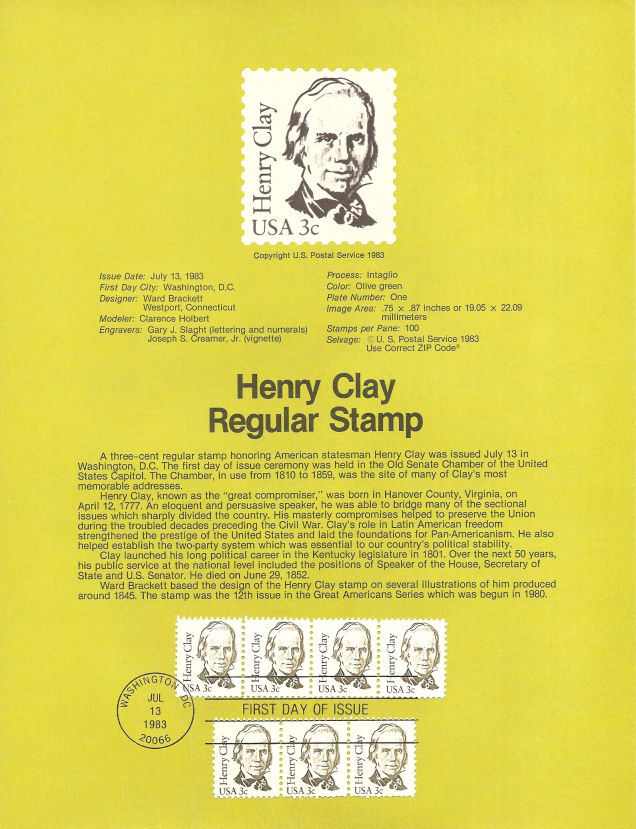 Henry Clay
USA 3c
Copyright U.S. Postal Service 1983
Issue Date: July 13, 1983
First Day City: Washington, D.C.
Designer: Ward Brackett
Westport, Connecticut
Modeler: Clarence Holbert
Engravers: Gary J. Slaght (lettering and numerals)
Joseph S. Creamer, Jr. (vignette)
Process: Intaglio
Color: Olive green
Plate Number: One
Image Area: .75 × .87 inches or 19.05 × 22.09
millimeters
Stamps per Pane: 100
Selvage: © U. S. Postal Service 1983
Use Correct ZIP Code®
Henry Clay
Regular Stamp
A three-cent regular stamp honoring American statesman Henry Clay was issued July 13 in
Washington, D.C. The first day of issue ceremony was held in the Old Senate Chamber of the United
States Capitol. The Chamber, in use from 1810 to 1859, was the site of many of Clay's most
memorable addresses.
Henry Clay, known as the "great compromiser," was born in Hanover County, Virginia, on
April 12, 1777. An eloquent and persuasive speaker, he was able to bridge many of the sectional
issues which sharply divided the country. His masterly compromises helped to preserve the Union
during the troubled decades preceding the Civil War. Clay's role in Latin American freedom
strengthened the prestige of the United States and laid the foundations for Pan-Americanism. He also
helped establish the two-party system which was essential to our country's political stability.
Clay launched his long political career in the Kentucky legislature in 1801. Over the next 50 years,
his public service at the national level included the positions of Speaker of the House, Secretary of
State and U.S. Senator. He died on June 29, 1852.
Ward Brackett based the design of the Henry Clay stamp on several illustrations of him produced
around 1845. The stamp was the 12th issue in the Great Americans Series which was begun in 1980.
Henry Clay
USA 3c
Henry Clay
USA 3c
Henry Clay
USA 3c
Henry Clay
USA 3c
WASHINGTON, DC
JUL
13
1983
20066
FIRST DAY OF ISSUE
Henry Clay
USA 3c
Henry Clay
USA 3c
Henry Clay
USA 3c